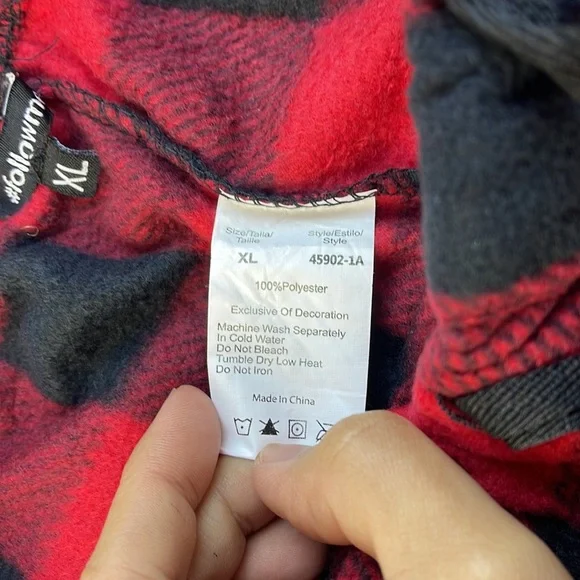 #followm
XL
Size/Talla/ Style/Estilo/
Taille Style
XL 45902-1A
100%Polyester
Exclusive Of Decoration
Machine Wash Separately
In Cold Water
Do Not Bleach
Tumble Dry Low Heat
Do Not Iron
Made In China